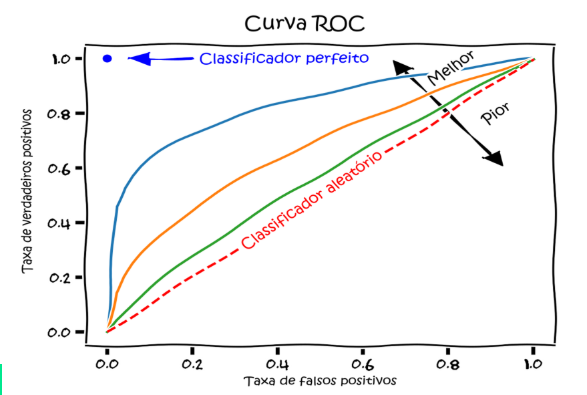 Curva ROC
Classificador perfeito
Melhor
Pior
Classificador aleatório
Taxa de verdadeiros positivos
1.0
0.8
0.6
0.4
0.2
0.0
0.0 0.2 0.4 0.6 0.8 1.0
Taxa de falsos positivos